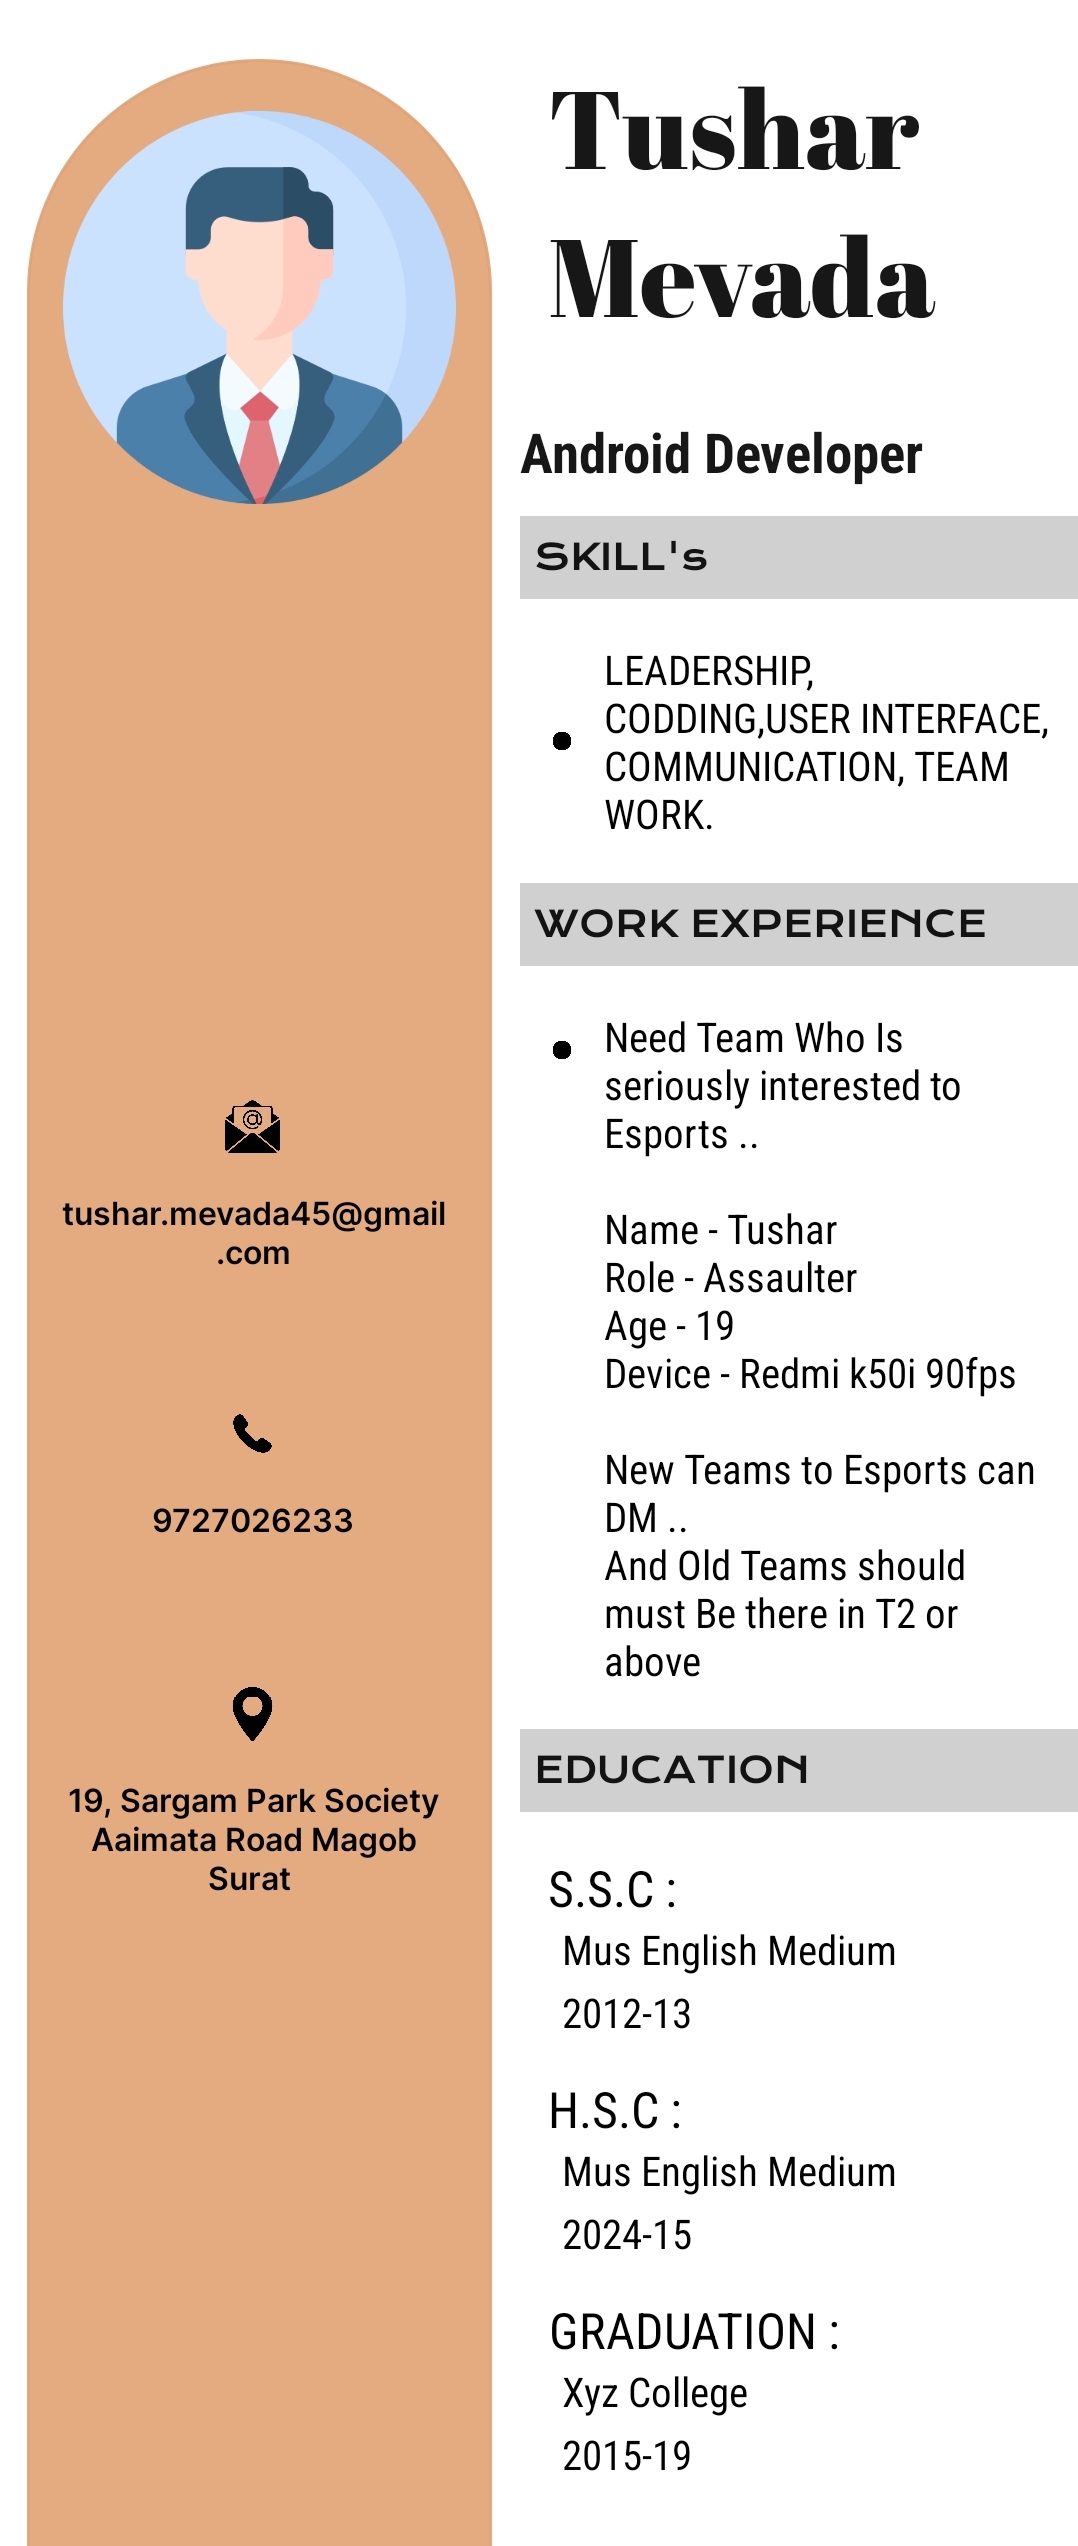 Tushar
Mevada
Android Developer
SKILL's
LEADERSHIP,
CODDING,USER INTERFACE,
COMMUNICATION, TEAM
WORK.
WORK EXPERIENCE
Need Team Who Is
seriously interested to
Esports ..
Name - Tushar
Role - Assaulter
Age - 19
Device - Redmi k50i 90fps
New Teams to Esports can
DM ..
And Old Teams should
must Be there in T2 or
above
EDUCATION
S.S.C :
Mus English Medium
2012-13
H.S.C :
Mus English Medium
2024-15
GRADUATION :
Xyz College
2015-19
@
tushar.mevada45@gmail
.com
9727026233
19, Sargam Park Society
Aaimata Road Magob
Surat